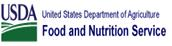 USDA
United States Department of Agriculture
Food and Nutrition Service